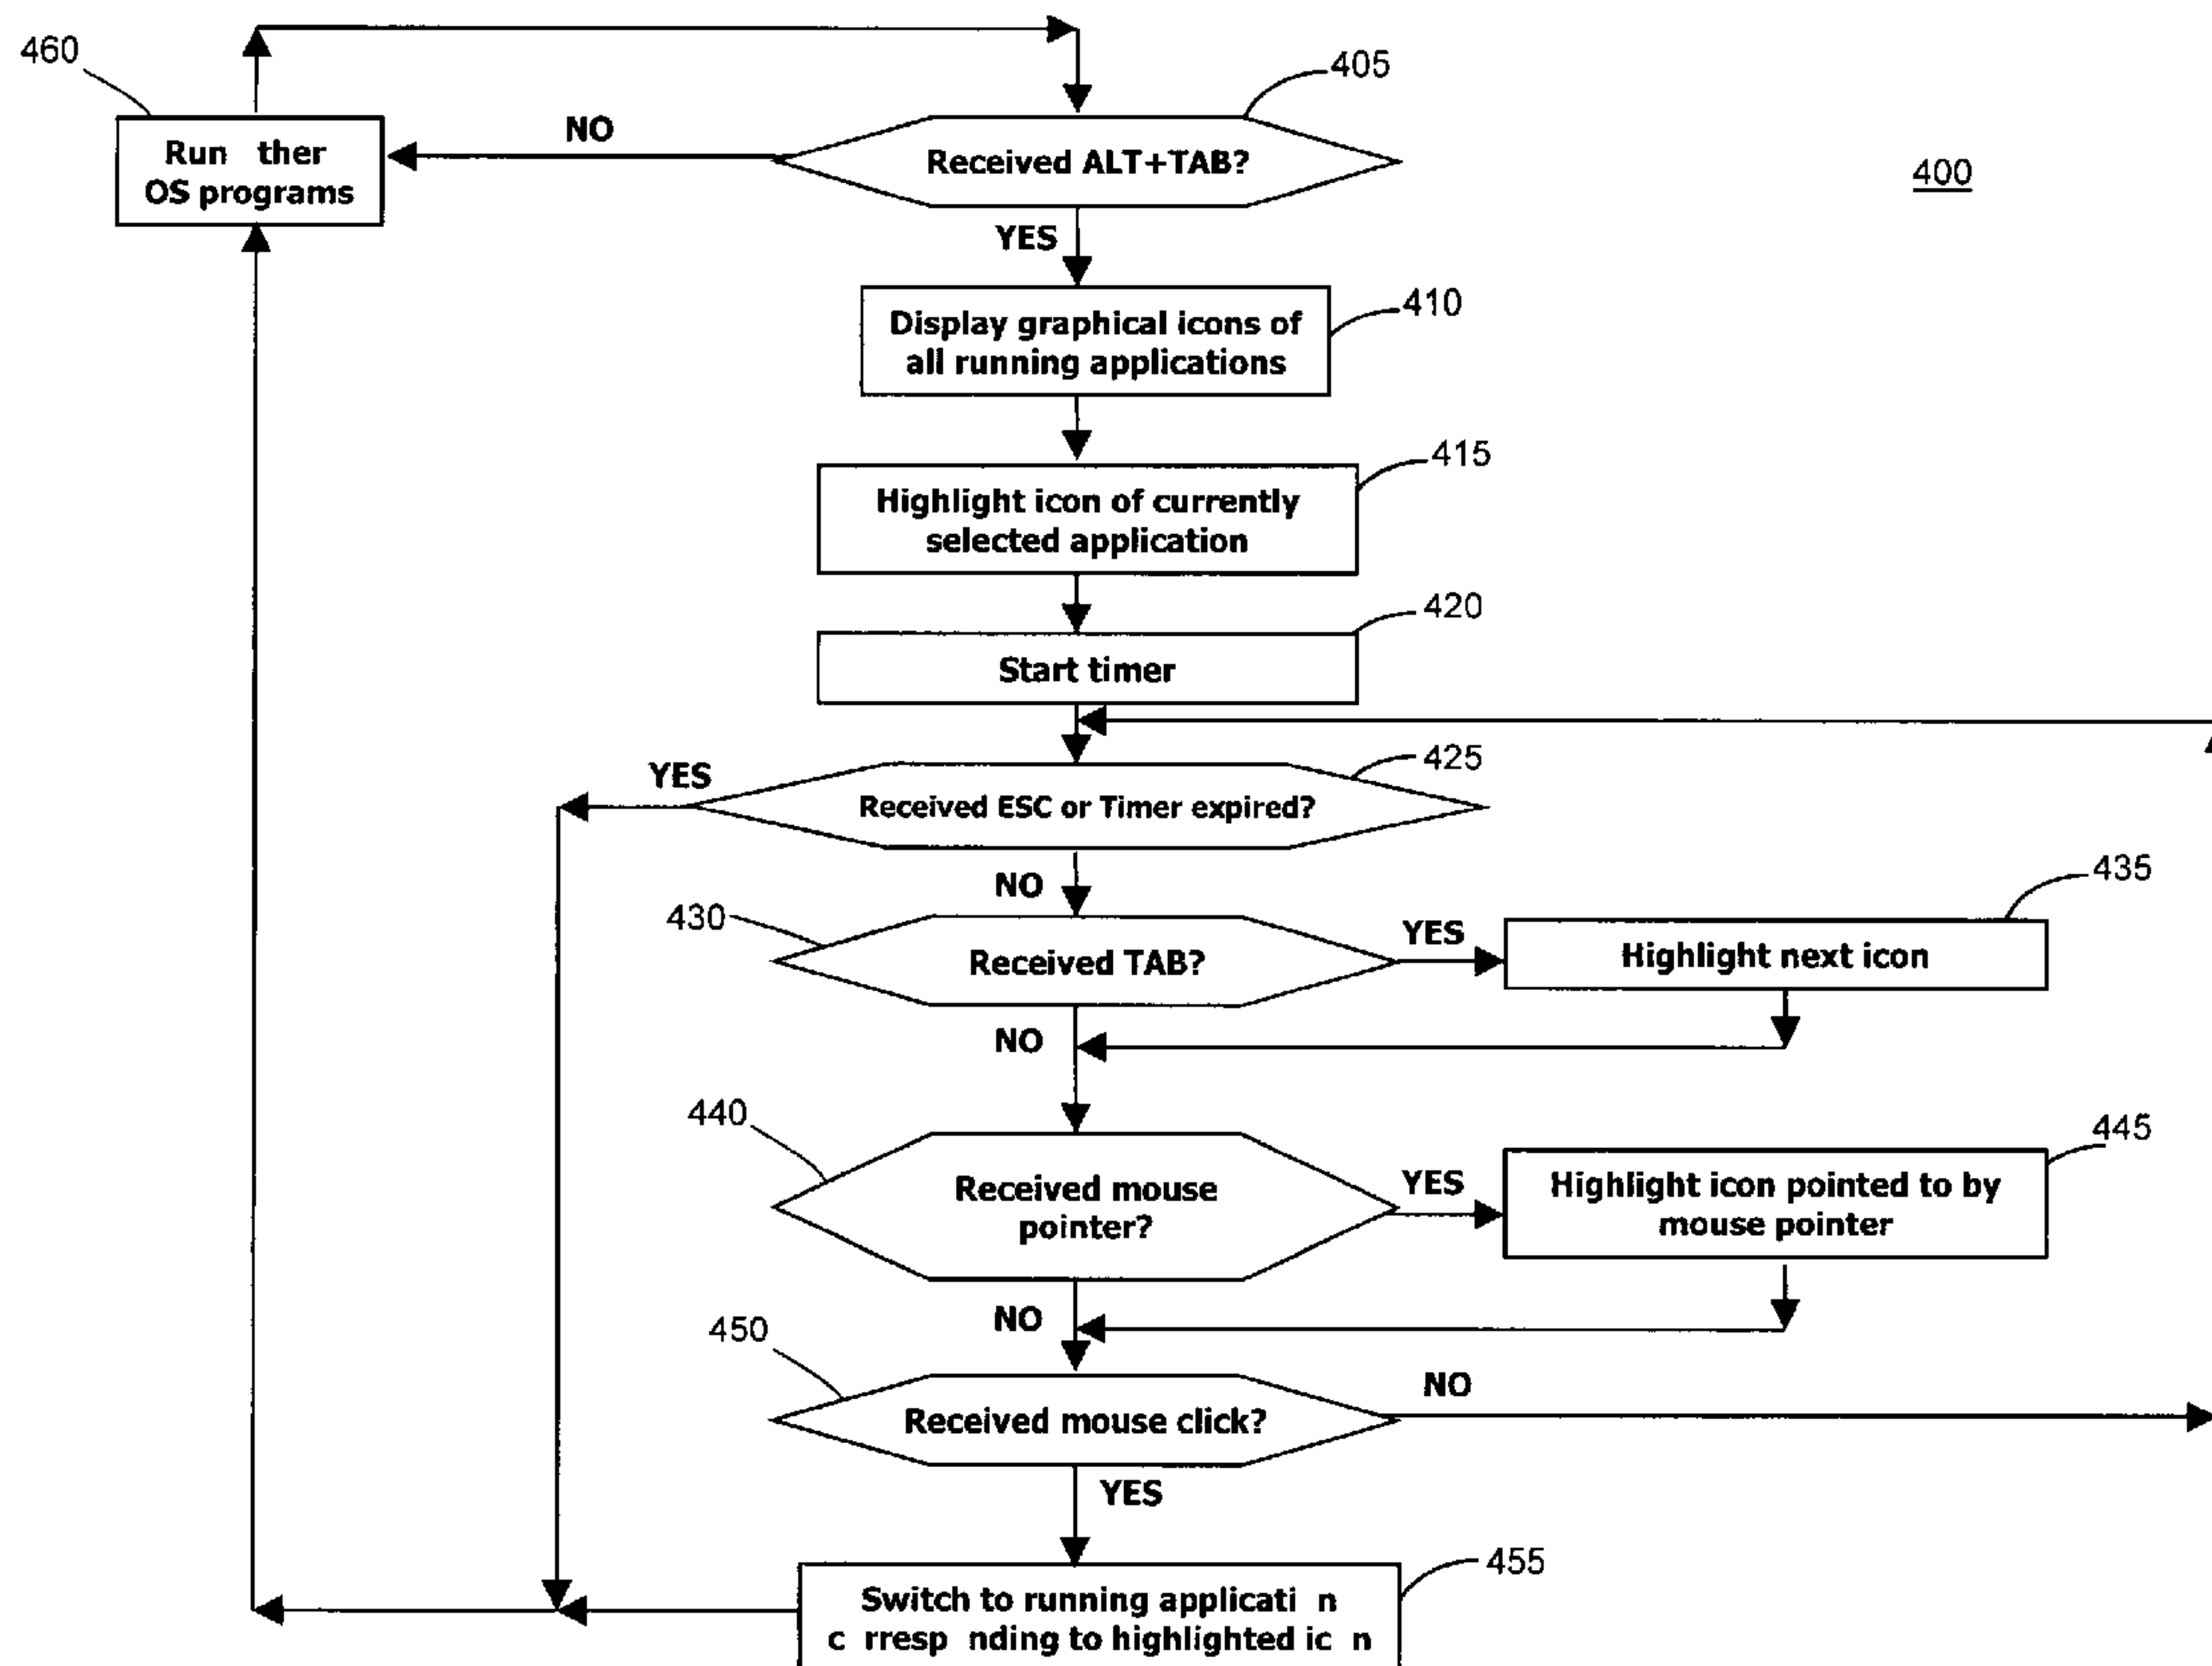 460
405
NO
Run ther
OS programs
Received ALT+TAB?
400
YES
410
Display graphical icons of
all running applications
415
Highlight icon of currently
selected application
420
Start timer
425
YES
Received ESC or Timer expired?
435
NO
430
YES
Received TAB?
Highlight next icon
NO
440
445
Received mouse
pointer?
YES
Highlight icon pointed to by
mouse pointer
NO
450
NO
Received mouse click?
YES
455
Switch to running applicati n
c rresp nding to highlighted ic n